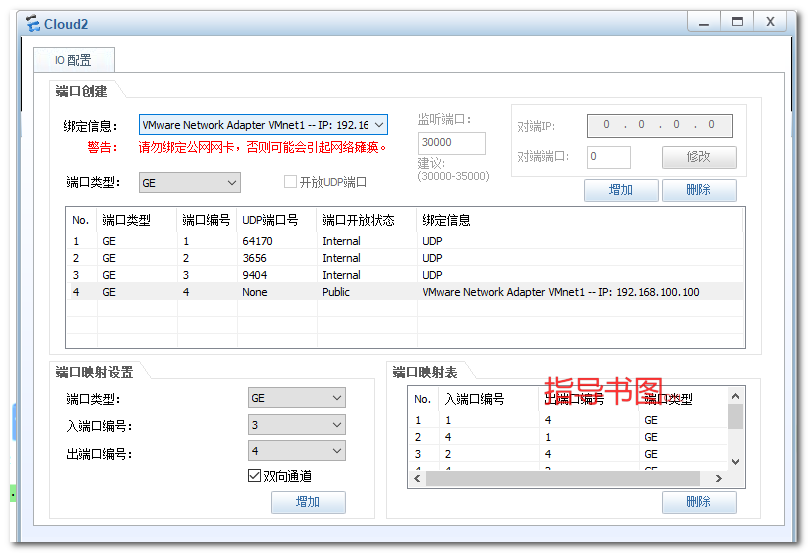 Cloud2
IO 配置
端口创建
绑定信息： VMware Network Adapter VMnet1 -- IP: 192.16
警告： 请勿绑定公网网卡，否则可能会引起网络瘫痪。
端口类型： GE 开放UDP端口
监听端口：
30000
建议：
(30000-35000)
对端IP： 0 . 0 . 0 . 0
对端端口： 0 修改
增加 删除
No. 端口类型 端口编号 UDP端口号 端口开放状态 绑定信息
1 GE 1 64170 Internal UDP
2 GE 2 3656 Internal UDP
3 GE 3 9404 Internal UDP
4 GE 4 None Public VMware Network Adapter VMnet1 -- IP: 192.168.100.100
端口映射设置
端口类型： GE
入端口编号： 3
出端口编号： 4
双向通道
增加
端口映射表
指导书图
No. 入端口编号 出端口编号 端口类型
1 1 4 GE
2 4 1 GE
3 2 4 GE
删除